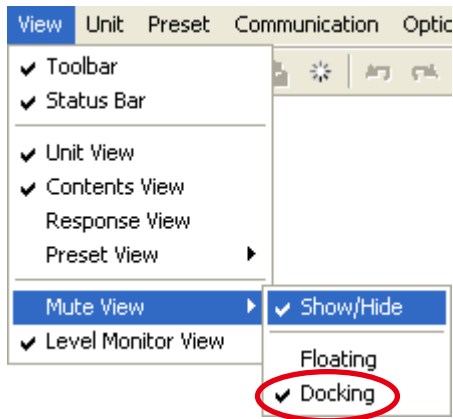 View Unit Preset Communication Optic
Toolbar
Status Bar
Unit View
Contents View
Response View
Preset View
Mute View
Show/Hide
Level Monitor View
Floating
Docking